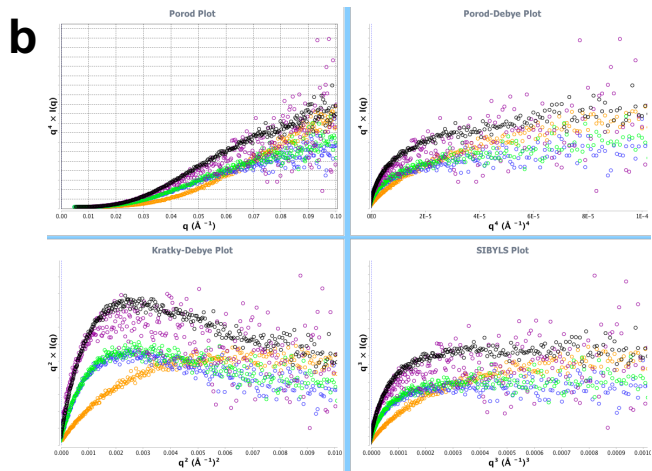 b
Porod Plot
q⁴ × I(q)
0.00 0.01 0.02 0.03 0.04 0.05 0.06 0.07 0.08 0.09 0.10
q (Å ⁻¹)
Porod-Debye Plot
q⁴ × I(q)
000 2E-5 4E-5 6E-5 8E-5 1E-4
q⁴ (Å ⁻¹)⁴
Kratky-Debye Plot
q² × I(q)
0.000 0.001 0.002 0.003 0.004 0.005 0.006 0.007 0.008 0.009 0.0010
q² (Å ⁻¹)²
SIBYLS Plot
q³ × I(q)
000 0.0001 0.0002 0.0003 0.0004 0.0005 0.0006 0.0007 0.0008 0.0009 0.0010
q³ (Å ⁻¹)³